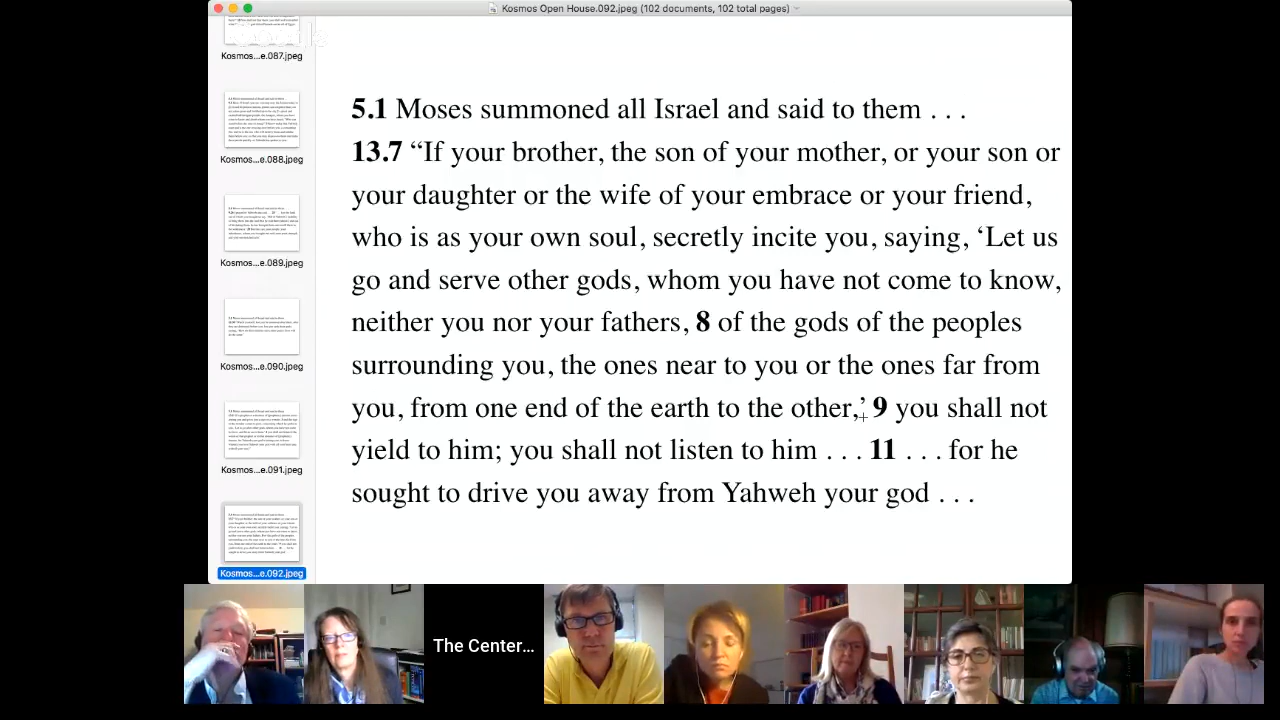 Kosmos Open House.092.jpeg (102 documents, 102 total pages)
Kosmos...e.087.jpeg
Kosmos...e.088.jpeg
Kosmos...e.089.jpeg
Kosmos...e.090.jpeg
Kosmos...e.091.jpeg
Kosmos...e.092.jpeg
5.1 Moses summoned all Israel and said to them . . .
13.7 “If your brother, the son of your mother, or your son or
your daughter or the wife of your embrace or your friend,
who is as your own soul, secretly incite you, saying, ‘Let us
go and serve other gods, whom you have not come to know,
neither you nor your fathers, 8 of the gods of the peoples
surrounding you, the ones near to you or the ones far from
you, from one end of the earth to the other,’ 9 you shall not
yield to him; you shall not listen to him . . . 11 . . . for he
sought to drive you away from Yahweh your god . . .
The Center...